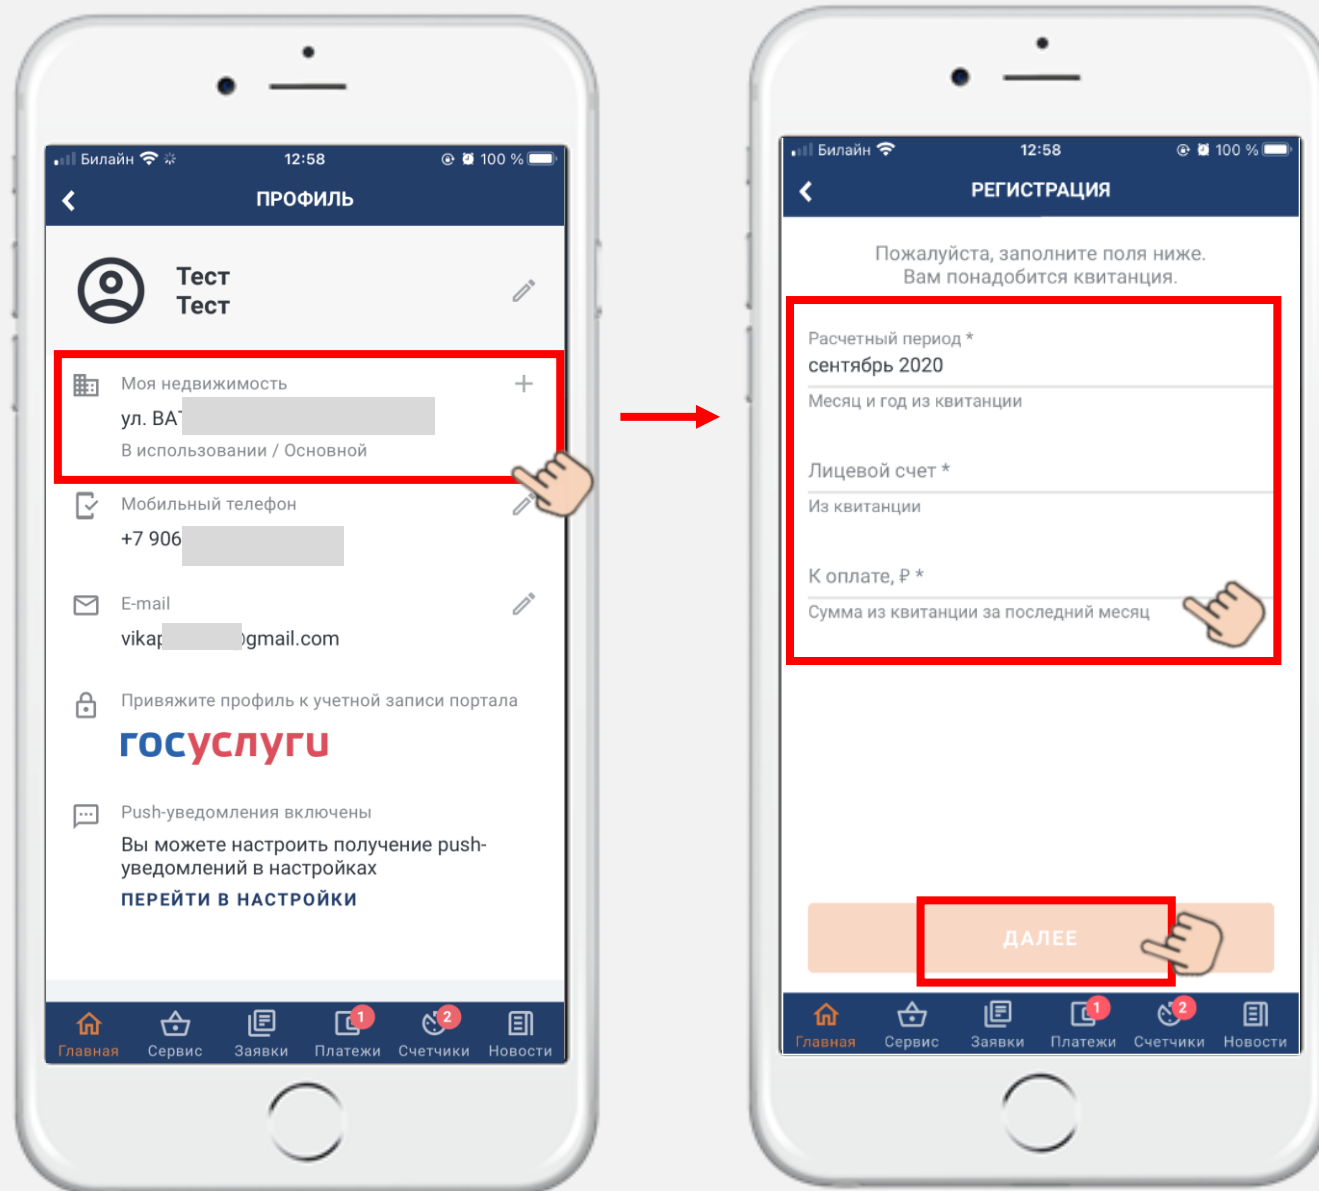 Билайн 12:58 100 %
ПРОФИЛЬ
Тест
Тест
Моя недвижимость
ул.
В использовании / Основной
Мобильный телефон
+7 906
E-mail
gmail.com
Привяжите профиль к учетной записи портала
госуслуги
Push-уведомления включены
Вы можете настроить получение push-
уведомлений в настройках
ПЕРЕЙТИ В НАСТРОЙКИ
1 2
Главная Сервис Заявки Платежи Счетчики Новости
Билайн 12:58 100 %
РЕГИСТРАЦИЯ
Пожалуйста, заполните поля ниже.
Вам понадобится квитанция.
Расчетный период *
сентябрь 2020
Месяц и год из квитанции
Лицевой счет *
Из квитанции
К оплате, ₽ *
Сумма из квитанции за последний месяц
ДАЛЕЕ
1 2
Главная Сервис Заявки Платежи Счетчики Новости